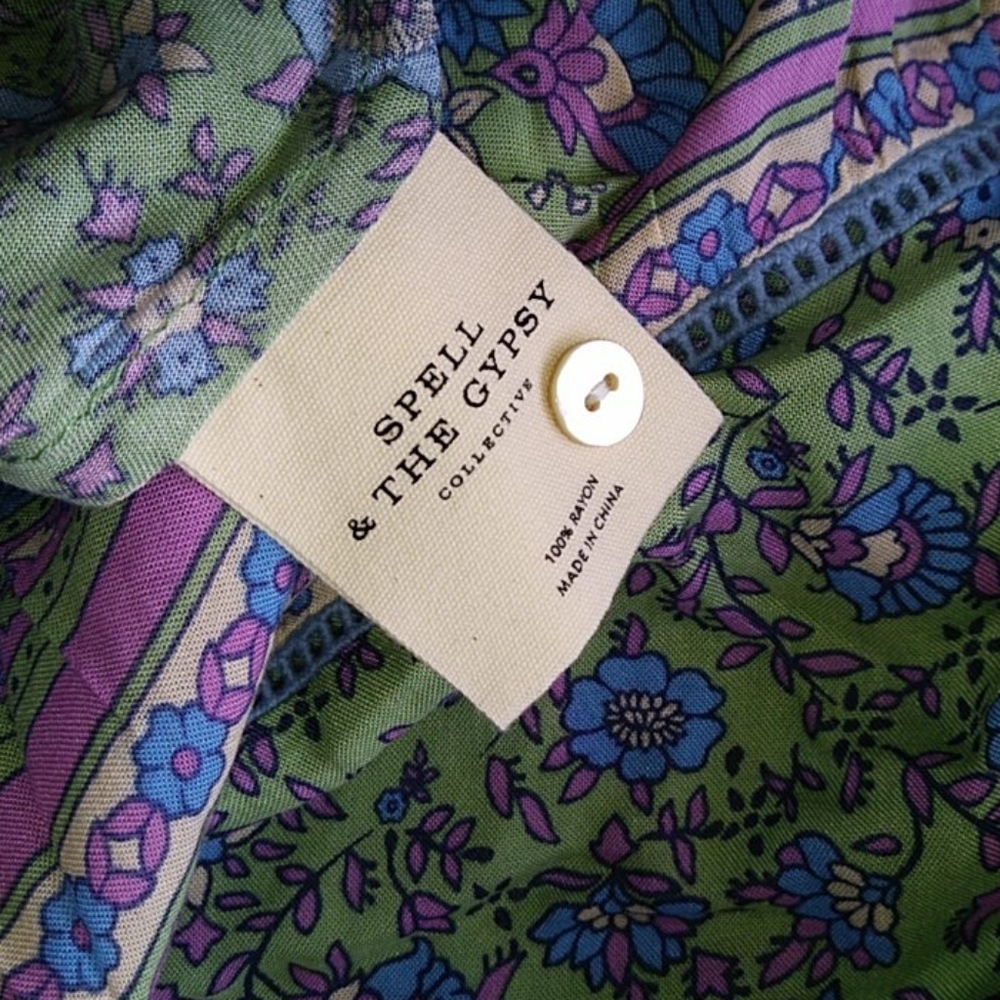 SPELL
& THE GYPSY
COLLECTIVE
100% RAYON
MADE IN CHINA